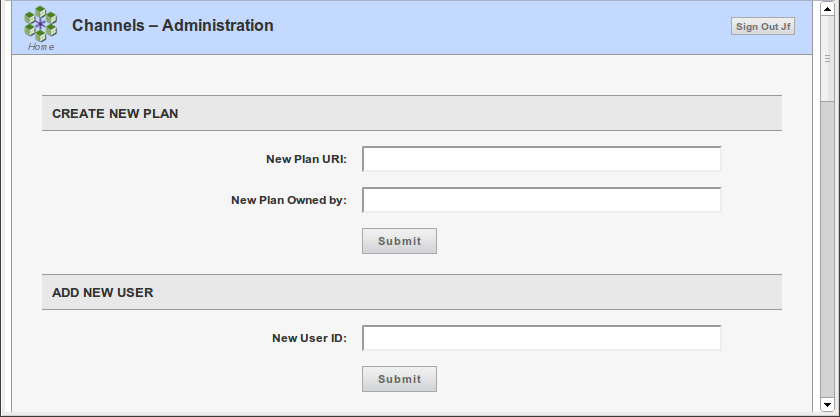 Channels – Administration
Sign Out Jf
Home
CREATE NEW PLAN
New Plan URI:
New Plan Owned by:
Submit
ADD NEW USER
New User ID:
Submit